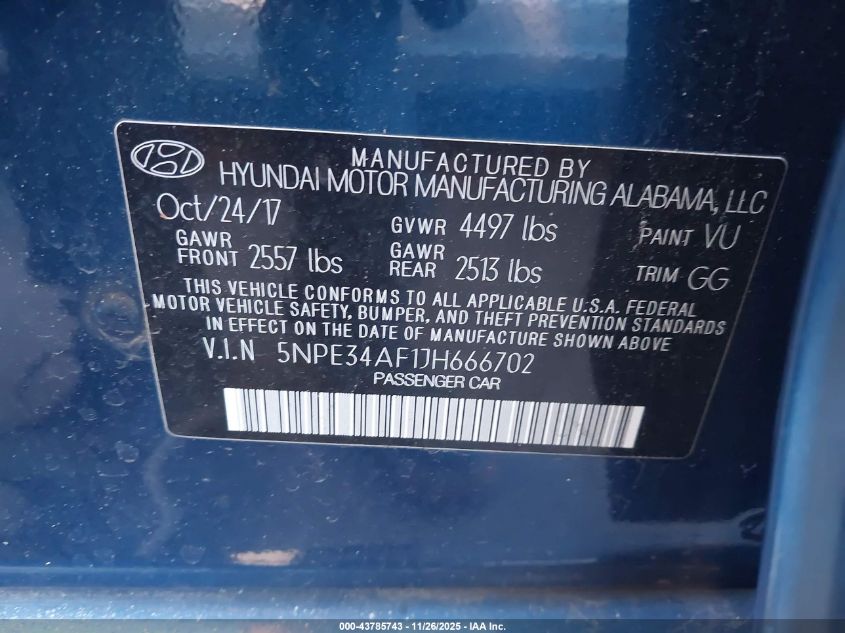 MANUFACTURED BY
HYUNDAI MOTOR MANUFACTURING ALABAMA, LLC
Oct/24/17 GVWR 4497 lbs PAINT VU
GAWR FRONT 2557 lbs GAWR REAR 2513 lbs TRIM GG
THIS VEHICLE CONFORMS TO ALL APPLICABLE U.S.A. FEDERAL
MOTOR VEHICLE SAFETY, BUMPER, AND THEFT PREVENTION STANDARDS
IN EFFECT ON THE DATE OF MANUFACTURE SHOWN ABOVE
V.I.N 5NPE34AF1JH666702
PASSENGER CAR
000-43785743 - 11/26/2025 - IAA Inc.